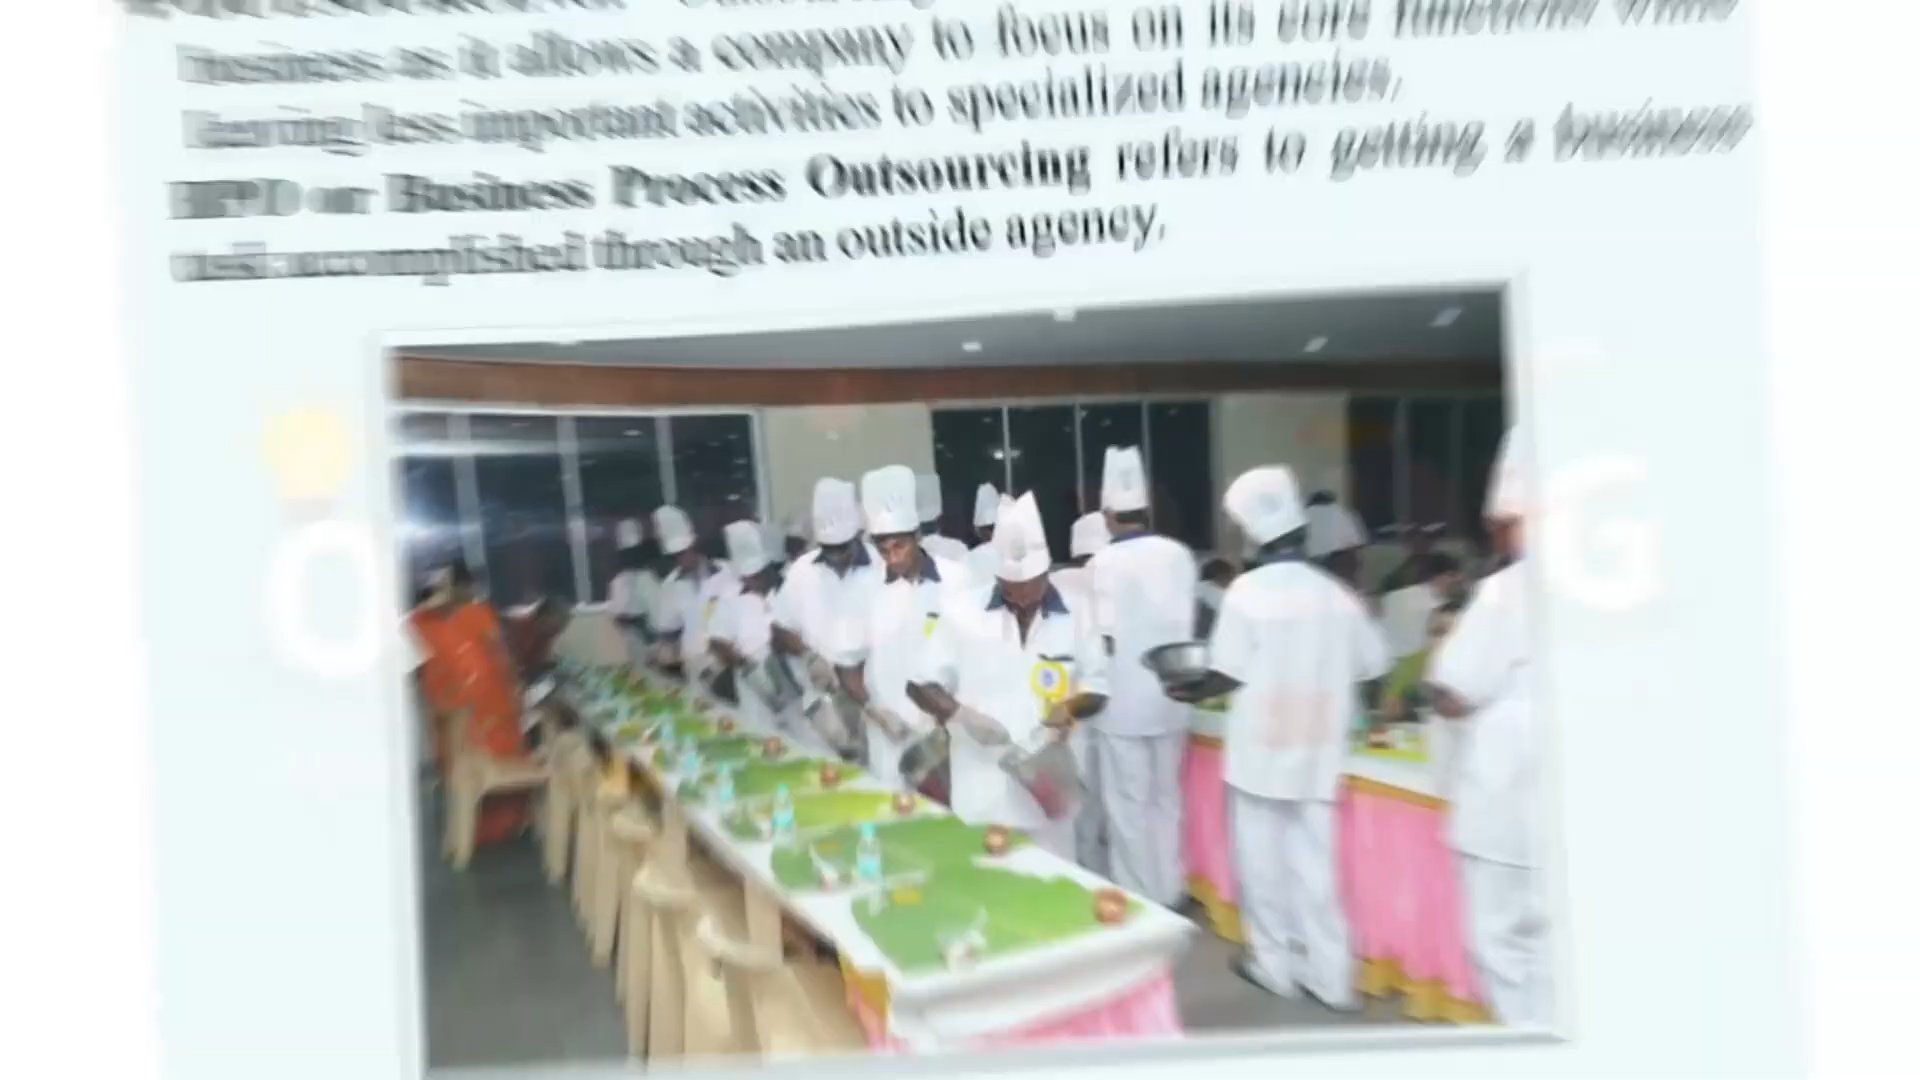 business as it allows a company to focus on its core functions while
leaving less important activities to specialized agencies.
BPO or Business Process Outsourcing refers to getting a business
task accomplished through an outside agency.
O G